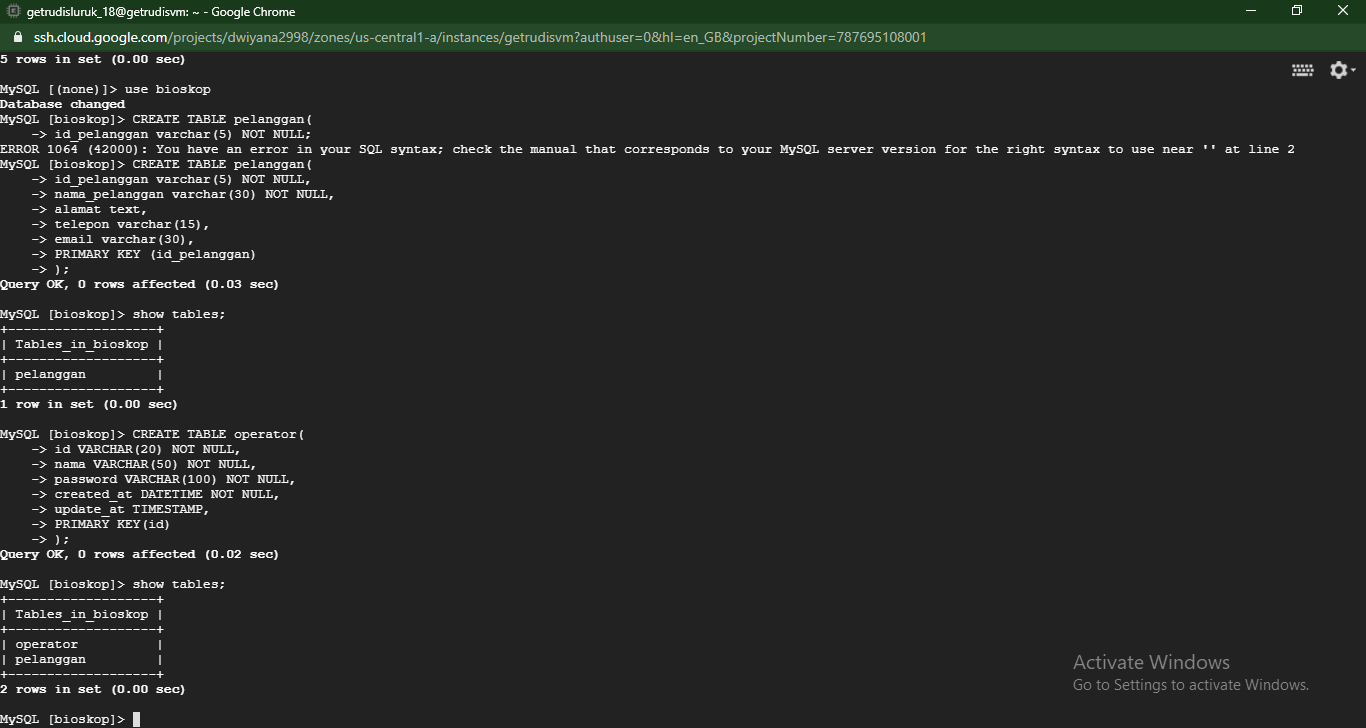 getrudisluruk_18@getrudisvm: ~ - Google Chrome
ssh.cloud.google.com/projects/dwiyana2998/zones/us-central1-a/instances/getrudisvm?authuser=0&hl=en_GB&projectNumber=787695108001
5 rows in set (0.00 sec)
MySQL [(none)]> use bioskop
Database changed
MySQL [bioskop]> CREATE TABLE pelanggan(
    -> id_pelanggan varchar(5) NOT NULL;
ERROR 1064 (42000): You have an error in your SQL syntax; check the manual that corresponds to your MySQL server version for the right syntax to use near '' at line 2
MySQL [bioskop]> CREATE TABLE pelanggan(
    -> id_pelanggan varchar(5) NOT NULL,
    -> nama_pelanggan varchar(30) NOT NULL,
    -> alamat text,
    -> telepon varchar(15),
    -> email varchar(30),
    -> PRIMARY KEY (id_pelanggan)
    -> );
Query OK, 0 rows affected (0.03 sec)
MySQL [bioskop]> show tables;
+-------------------+
| Tables_in_bioskop |
+-------------------+
| pelanggan         |
+-------------------+
1 row in set (0.00 sec)
MySQL [bioskop]> CREATE TABLE operator(
    -> id VARCHAR(20) NOT NULL,
    -> nama VARCHAR(50) NOT NULL,
    -> password VARCHAR(100) NOT NULL,
    -> created_at DATETIME NOT NULL,
    -> update_at TIMESTAMP,
    -> PRIMARY KEY(id)
    -> );
Query OK, 0 rows affected (0.02 sec)
MySQL [bioskop]> show tables;
+-------------------+
| Tables_in_bioskop |
+-------------------+
| operator          |
| pelanggan         |
+-------------------+
2 rows in set (0.00 sec)
MySQL [bioskop]>
Activate Windows
Go to Settings to activate Windows.